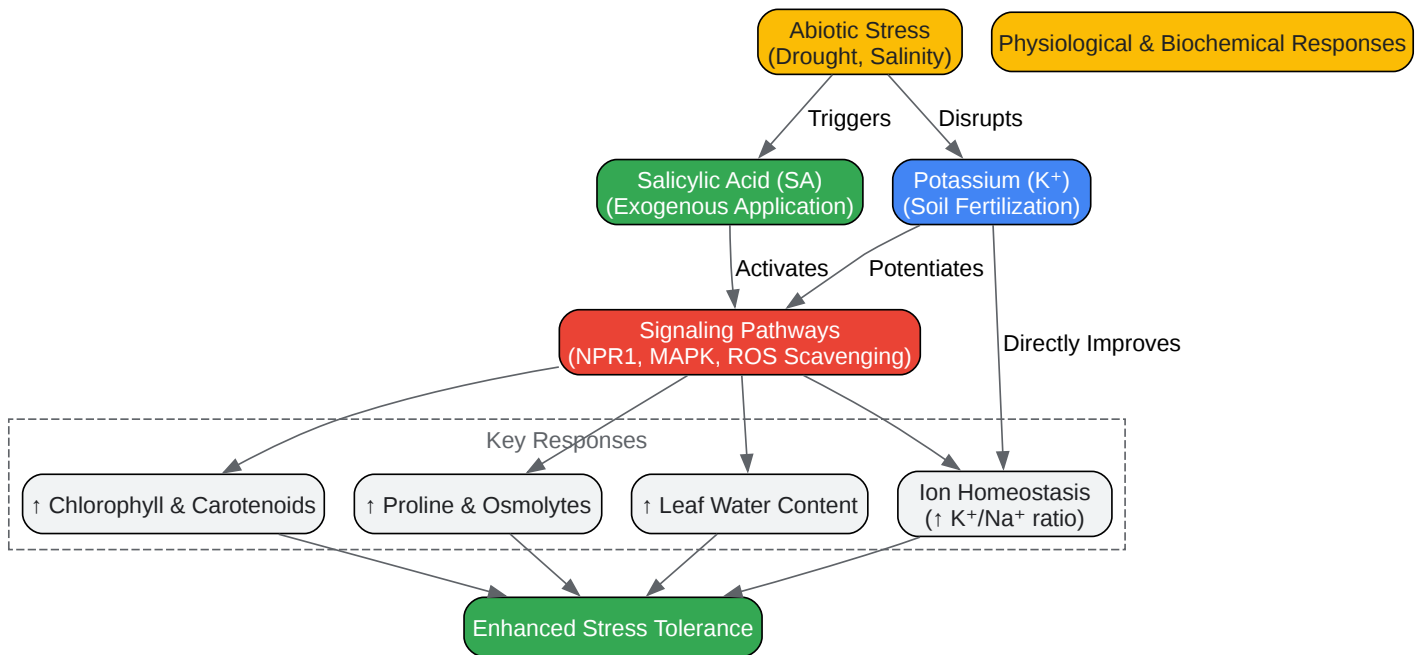 Abiotic Stress
(Drought, Salinity)
Physiological & Biochemical Responses
Triggers
Disrupts
Salicylic Acid (SA)
(Exogenous Application)
Potassium (K⁺)
(Soil Fertilization)
Activates
Potentiates
Signaling Pathways
(NPR1, MAPK, ROS Scavenging)
Directly Improves
Key Responses
↑ Chlorophyll & Carotenoids
↑ Proline & Osmolytes
↑ Leaf Water Content
Ion Homeostasis
(↑ K⁺/Na⁺ ratio)
Enhanced Stress Tolerance